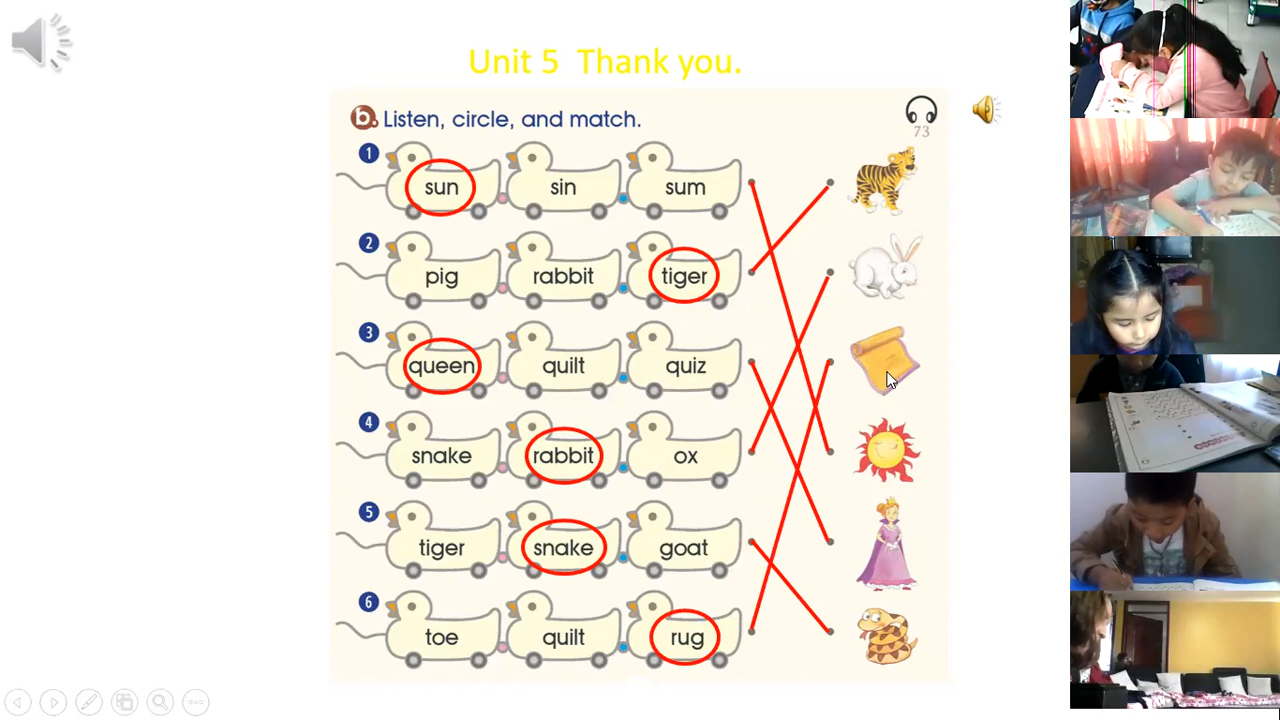 Unit 5 Thank you.
b. Listen, circle, and match.
73
1
sun sin sum
2
pig rabbit tiger
3
queen quilt quiz
4
snake rabbit ox
5
tiger snake goat
6
toe quilt rug